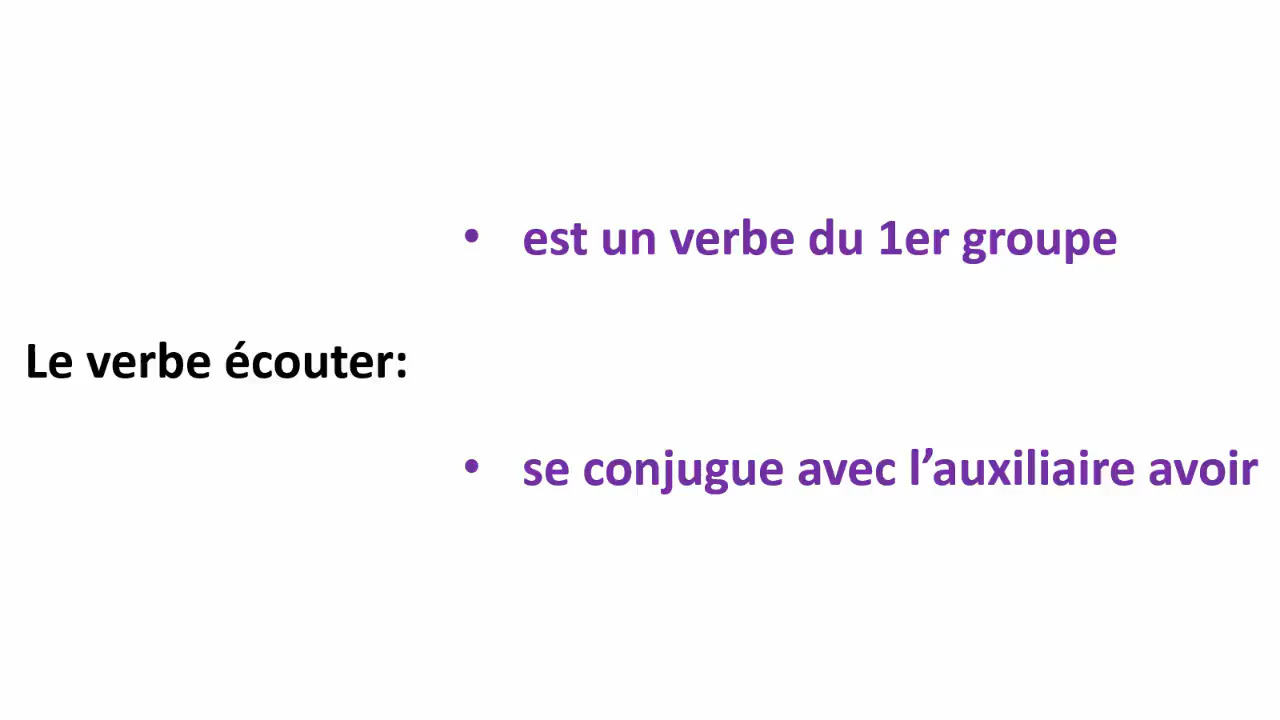 • est un verbe du 1er groupe
Le verbe écouter:
• se conjugue avec l’auxiliaire avoir